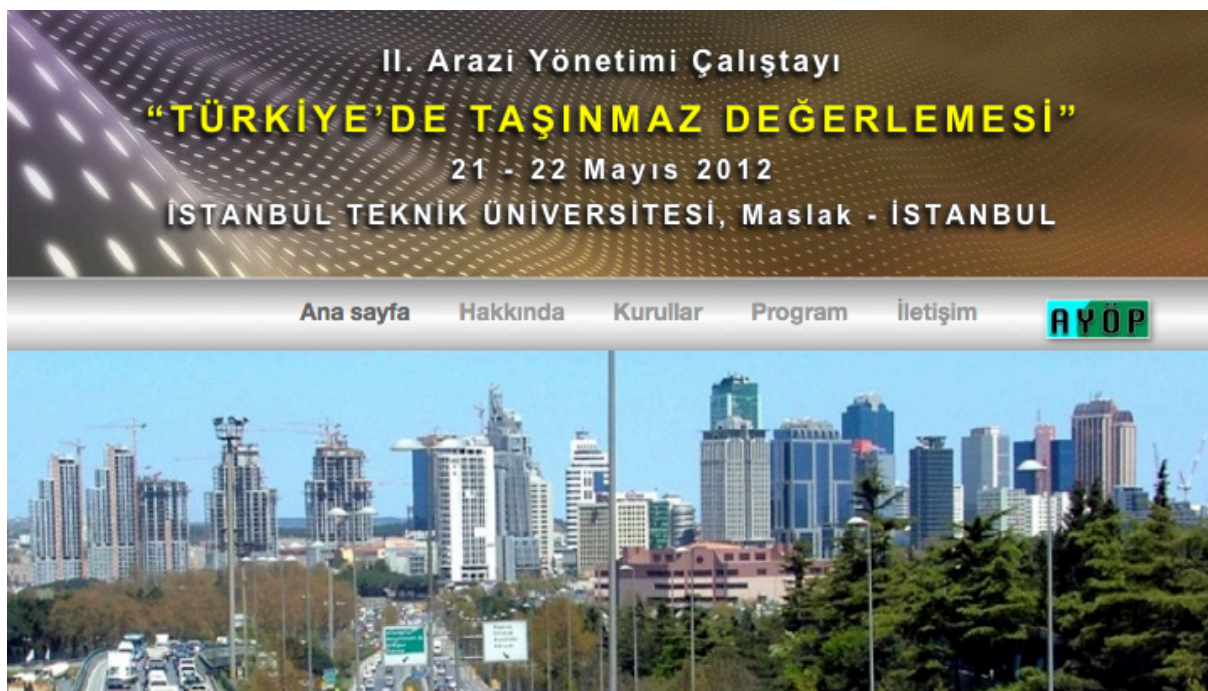 II. Arazi Yönetimi Çalıştayı
“TÜRKİYE’DE TAŞINMAZ DEĞERLEMESİ”
21 - 22 Mayıs 2012
İSTANBUL TEKNİK ÜNİVERSİTESİ, Maslak - İSTANBUL
Ana sayfa Hakkında Kurullar Program İletişim AYÖP